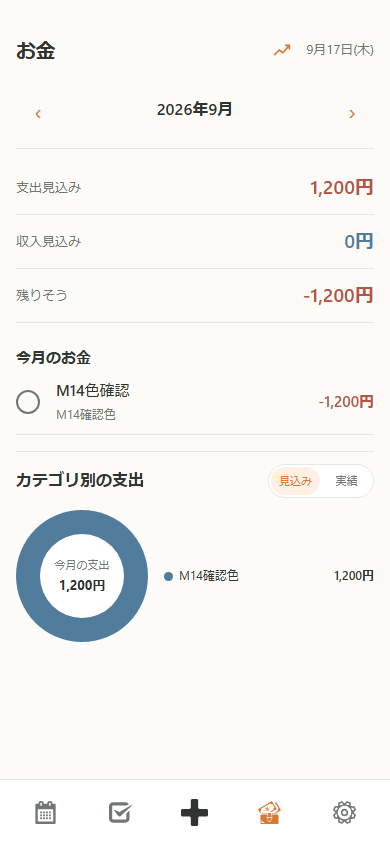 お金
9月17日(木)
‹ 2026年9月 ›
支出見込み 1,200円
収入見込み 0円
残りそう -1,200円
今月のお金
M14色確認
M14確認色
-1,200円
カテゴリ別の支出
見込み 実績
今月の支出
1,200円
M14確認色 1,200円